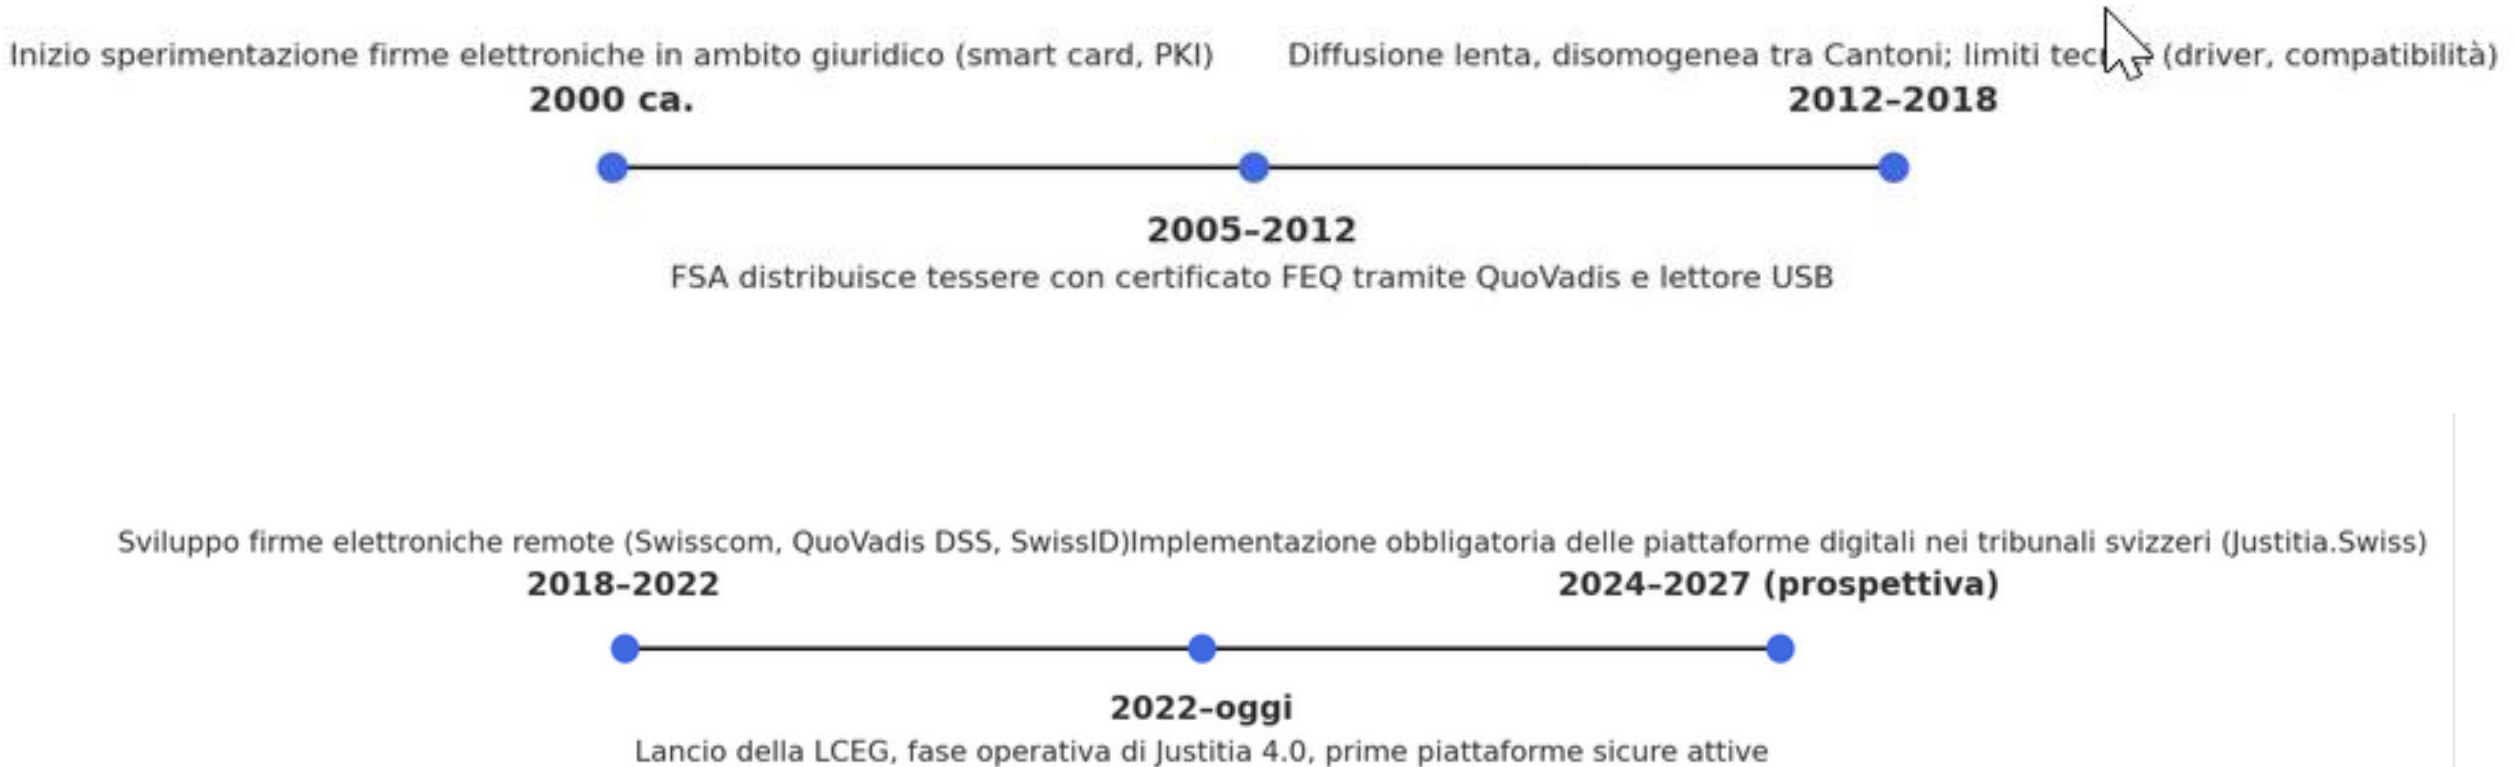 Inizio sperimentazione firme elettroniche in ambito giuridico (smart card, PKI)
2000 ca.
Diffusione lenta, disomogenea tra Cantoni; limiti (driver, compatibilità)
2012–2018
2005–2012
FSA distribuisce tessere con certificato FEQ tramite QuoVadis e lettore USB
Sviluppo firme elettroniche remote (Swisscom, QuoVadis DSS, SwissID)
2018–2022
Implementazione obbligatoria delle piattaforme digitali nei tribunali svizzeri (Justitia.Swiss)
2024–2027 (prospettiva)
2022–oggi
Lancio della LCEG, fase operativa di Justitia 4.0, prime piattaforme sicure attive